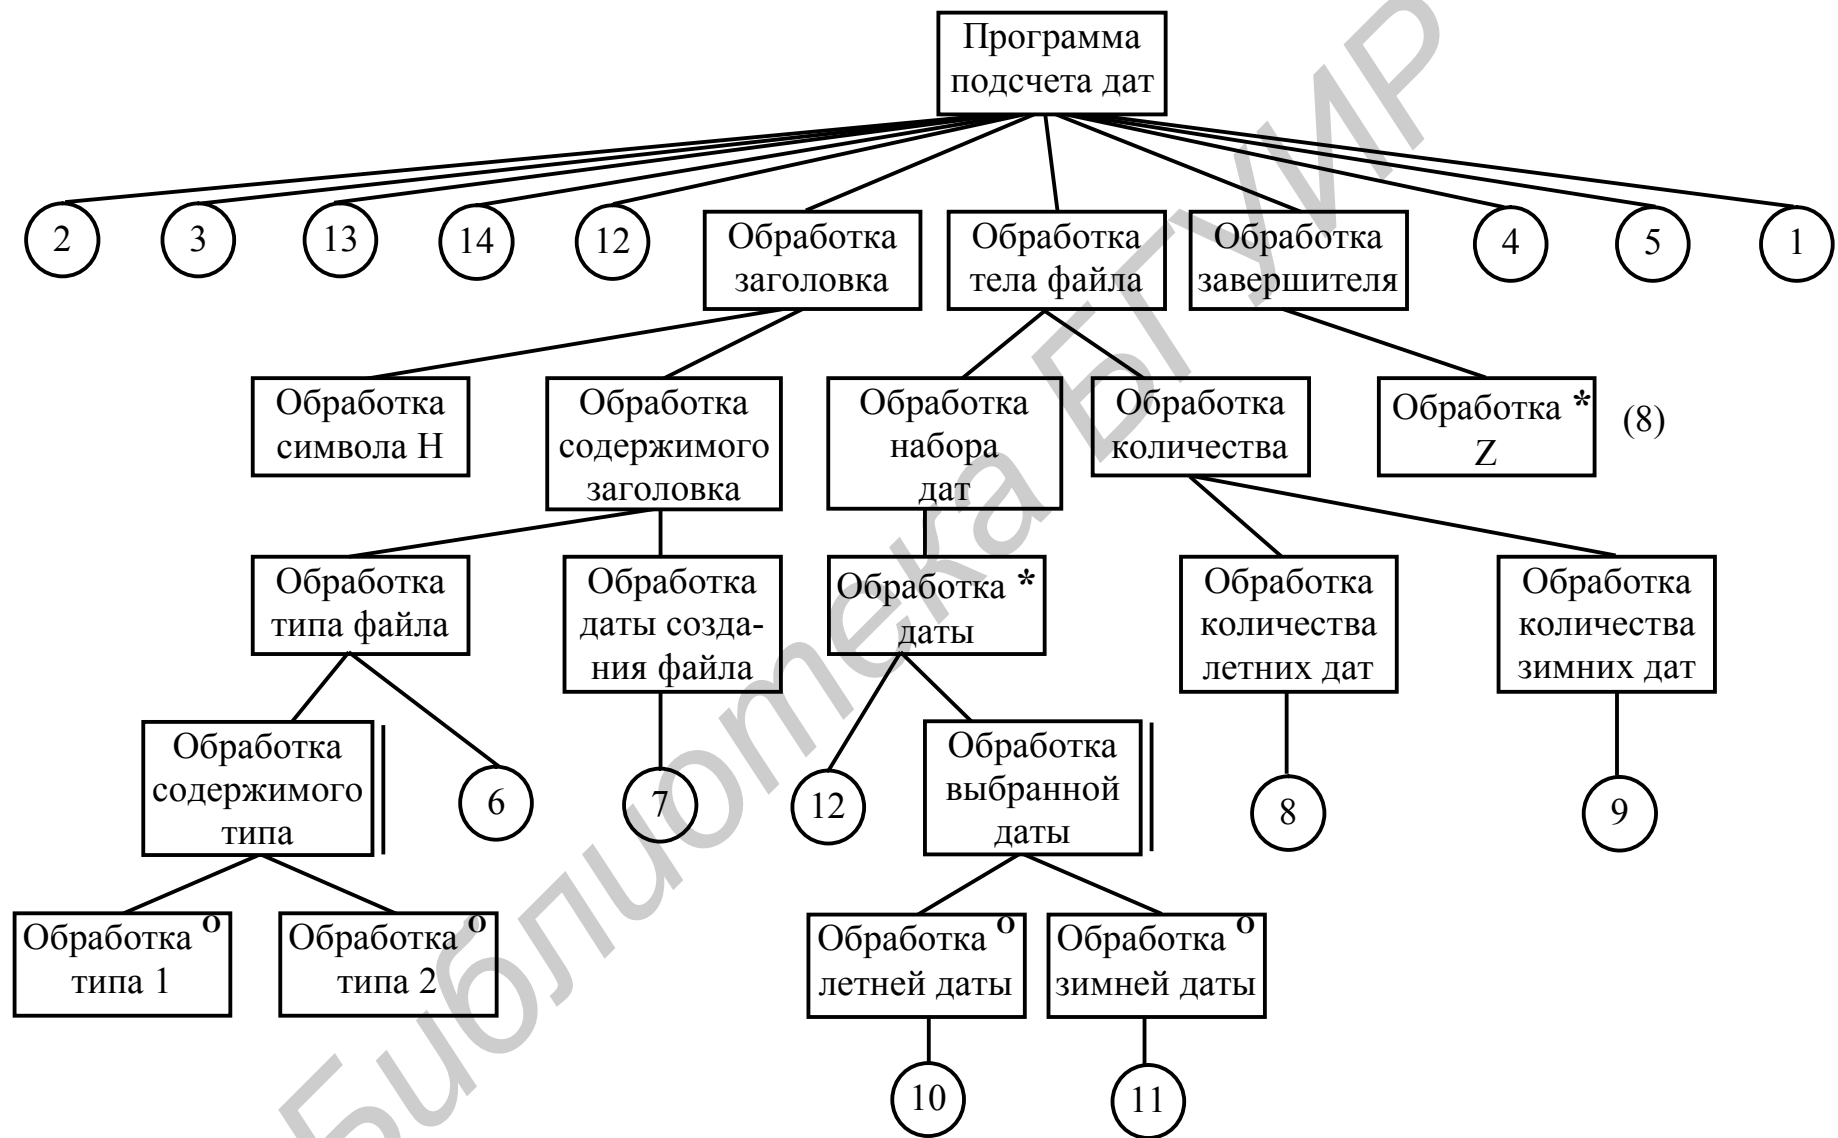 Программа
подсчета дат
2
3
13
14
12
Обработка
заголовка
Обработка
тела файла
Обработка
завершителя
4
5
1
Обработка
символа Н
Обработка
содержимого
заголовка
Обработка
набора
дат
Обработка
количества
Обработка *
Z
(8)
Обработка
типа файла
Обработка
даты созда-
ния файла
Обработка *
даты
Обработка
количества
летних дат
Обработка
количества
зимних дат
Обработка
содержимого
типа
6
7
12
Обработка
выбранной
даты
8
9
Обработка о
типа 1
Обработка о
типа 2
Обработка о
летней даты
Обработка о
зимней даты
10
11
Библиотека БГУИР